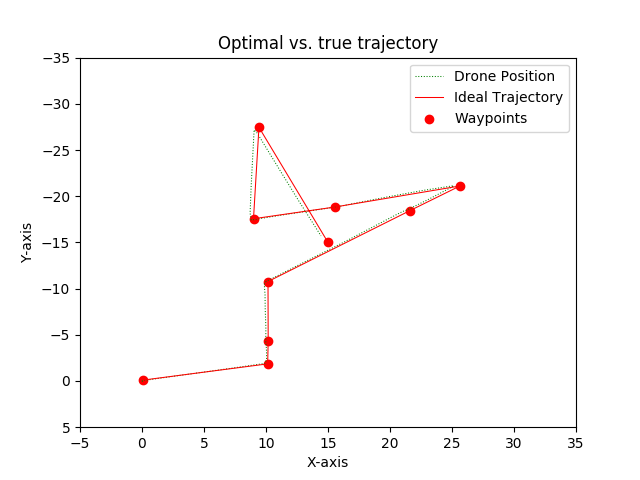 Optimal vs. true trajectory
Drone Position
Ideal Trajectory
Waypoints
Y-axis
−35
−30
−25
−20
−15
−10
−5
0
5
−5 0 5 10 15 20 25 30 35
X-axis